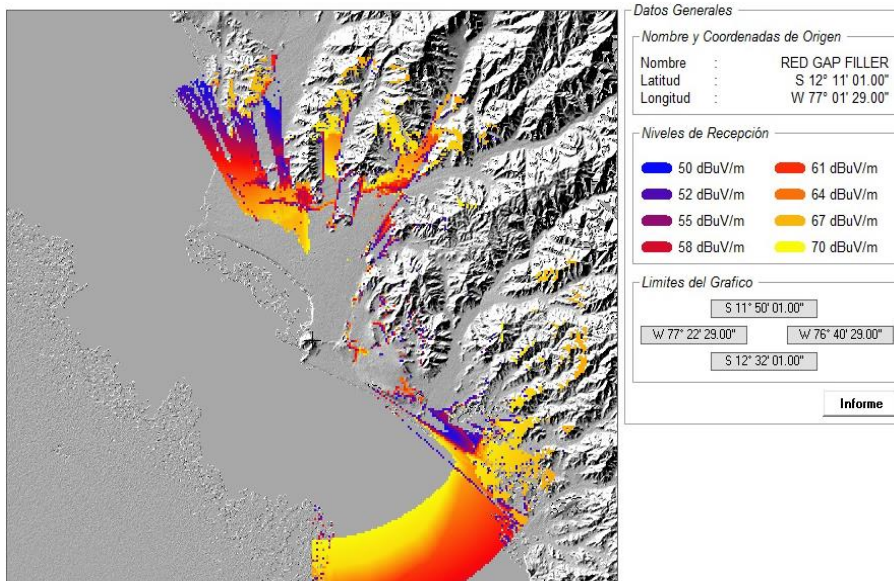 Datos Generales
Nombre y Coordenadas de Origen
Nombre : RED GAP FILLER
Latitud : S 12° 11' 01.00"
Longitud : W 77° 01' 29.00"
Niveles de Recepción
50 dBuV/m 61 dBuV/m
52 dBuV/m 64 dBuV/m
55 dBuV/m 67 dBuV/m
58 dBuV/m 70 dBuV/m
Limites del Grafico
S 11° 50' 01.00"
W 77° 22' 29.00" W 76° 40' 29.00"
S 12° 32' 01.00"
Informe